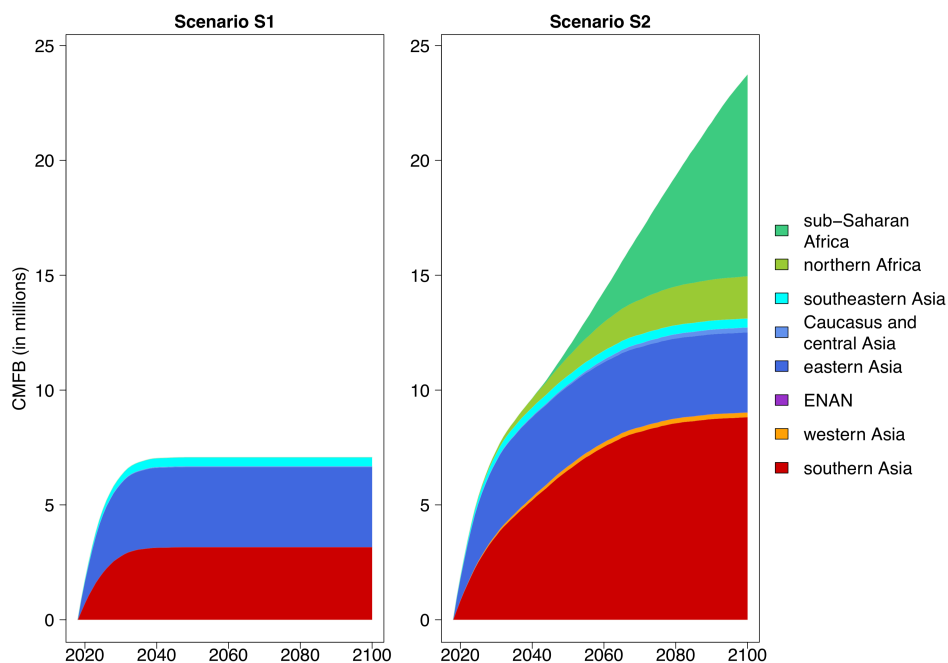 Scenario S1
Scenario S2
CMFB (in millions)
25
20
15
10
5
0
2020 2040 2060 2080 2100
25
20
15
10
5
0
2020 2040 2060 2080 2100
sub−Saharan
Africa
northern Africa
southeastern Asia
Caucasus and
central Asia
eastern Asia
ENAN
western Asia
southern Asia